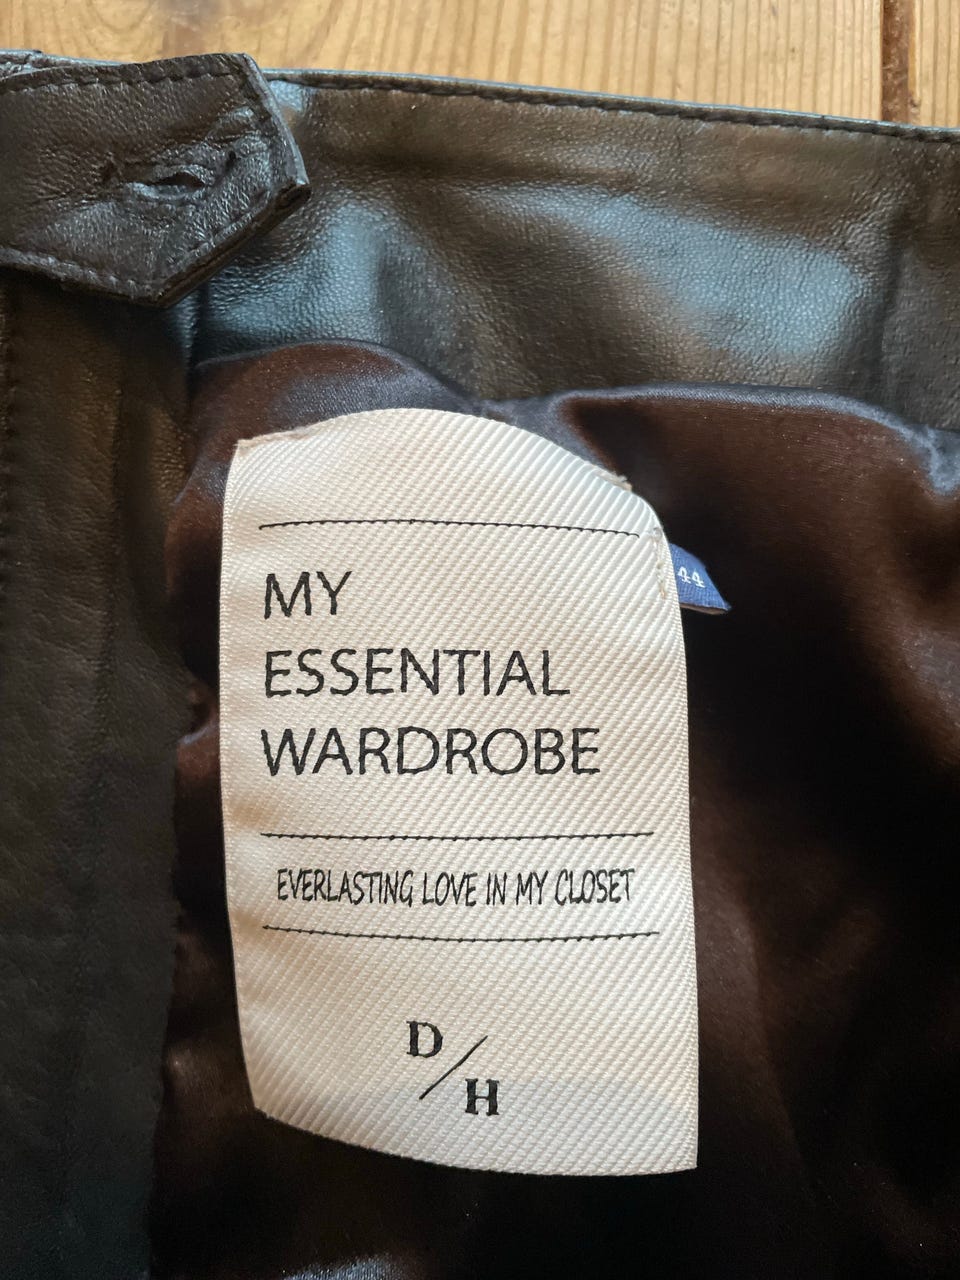 MY
ESSENTIAL
WARDROBE
EVERLASTING LOVE IN MY CLOSET
D/H
44